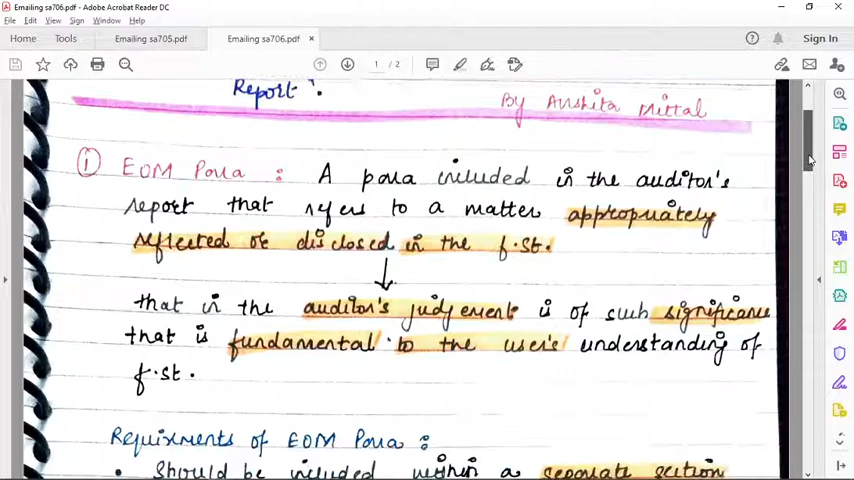 Emailing sa706.pdf - Adobe Acrobat Reader DC
File Edit View Sign Window Help
Home Tools Emailing sa705.pdf Emailing sa706.pdf × Sign In
1 / 2
Report".
By Anshita Mittal
① EOM Para : A para included in the auditor's
report that refers to a matter appropriately
reflected or disclosed in the f.st.
that in the auditor's judgement is of such significance
that is fundamental to the user's understanding of
f.st.
Requirments of EOM Para :
• Should be included within a separate section